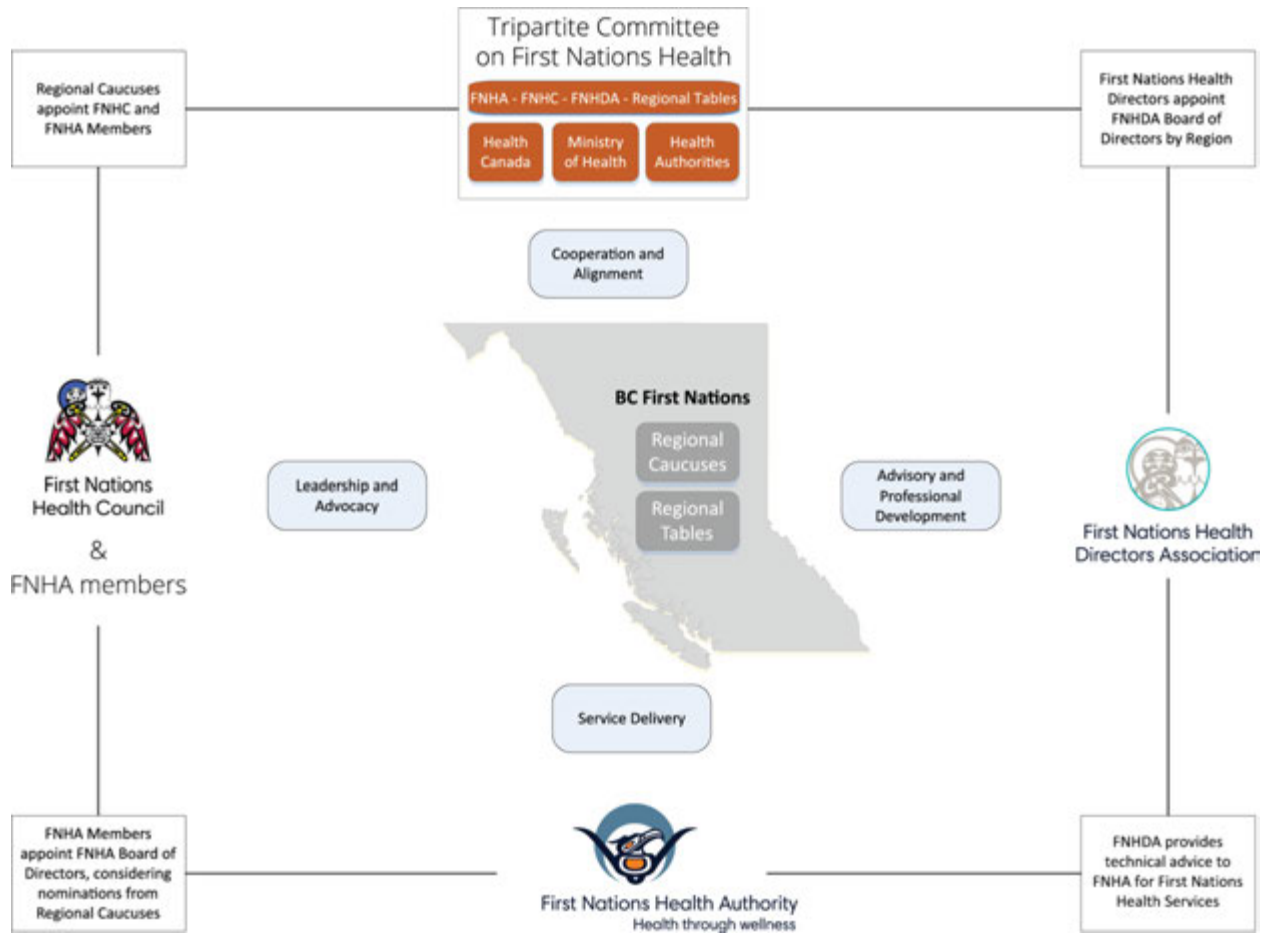 Tripartite Committee
on First Nations Health
FNHA - FNHC - FNHDA - Regional Tables
Health
Canada
Ministry
of Health
Health
Authorities
Regional Caucuses
appoint FNHC and
FNHA Members
First Nations Health
Directors appoint
FNHDA Board of
Directors by Region
Cooperation and
Alignment
BC First Nations
Regional
Caucuses
Regional
Tables
Leadership and
Advocacy
Advisory and
Professional
Development
First Nations
Health Council
&
FNHA members
First Nations Health
Directors Association
Service Delivery
FNHA Members
appoint FNHA Board of
Directors, considering
nominations from
Regional Caucuses
First Nations Health Authority
Health through wellness
FNHDA provides
technical advice to
FNHA for First Nations
Health Services